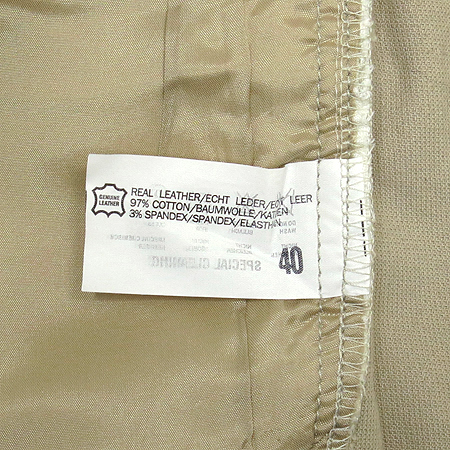 GENUINE
LEATHER
REAL LEATHER/ECHT LEDER/ECHT LEER
97% COTTON/BAUMWOLLE/KATOEN
3% SPANDEX/SPANDEX/ELASTHAN
SPECIAL CLEANING
40